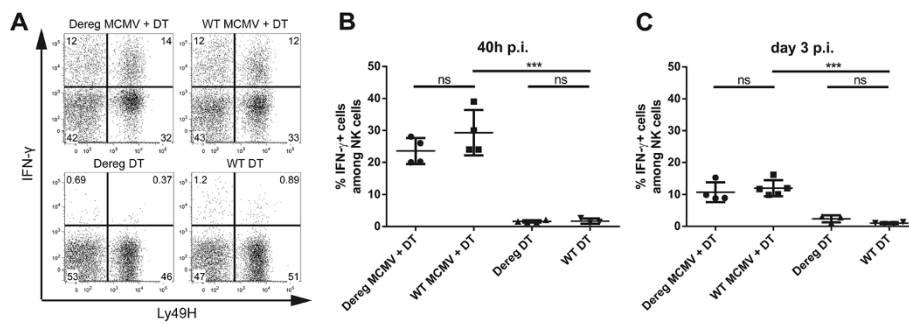 A
Dereg MCMV + DT
WT MCMV + DT
12 14
12 12
42 32
43 33
Dereg DT
WT DT
0.69 0.37
1.2 0.89
53 46
47 51
IFN-γ
Ly49H
B
40h p.i.
***
ns
ns
% IFN-γ+ cells
among NK cells
50
40
30
20
10
0
Dereg MCMV + DT
WT MCMV + DT
Dereg DT
WT DT
C
day 3 p.i.
***
ns
ns
% IFN-γ+ cells
among NK cells
50
40
30
20
10
0
Dereg MCMV + DT
WT MCMV + DT
Dereg DT
WT DT